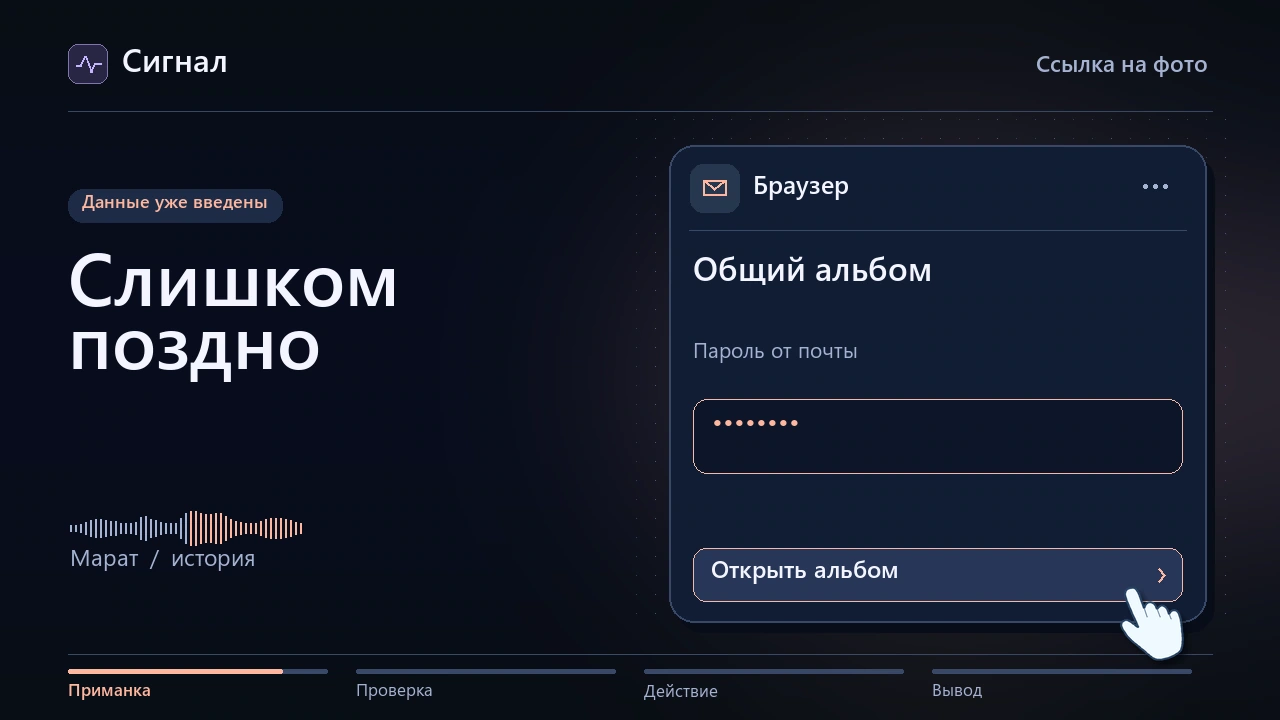 Сигнал
Ссылка на фото
Данные уже введены
Слишком
поздно
Марат / история
Браузер
Общий альбом
Пароль от почты
••••••••
Открыть альбом
Приманка
Проверка
Действие
Вывод